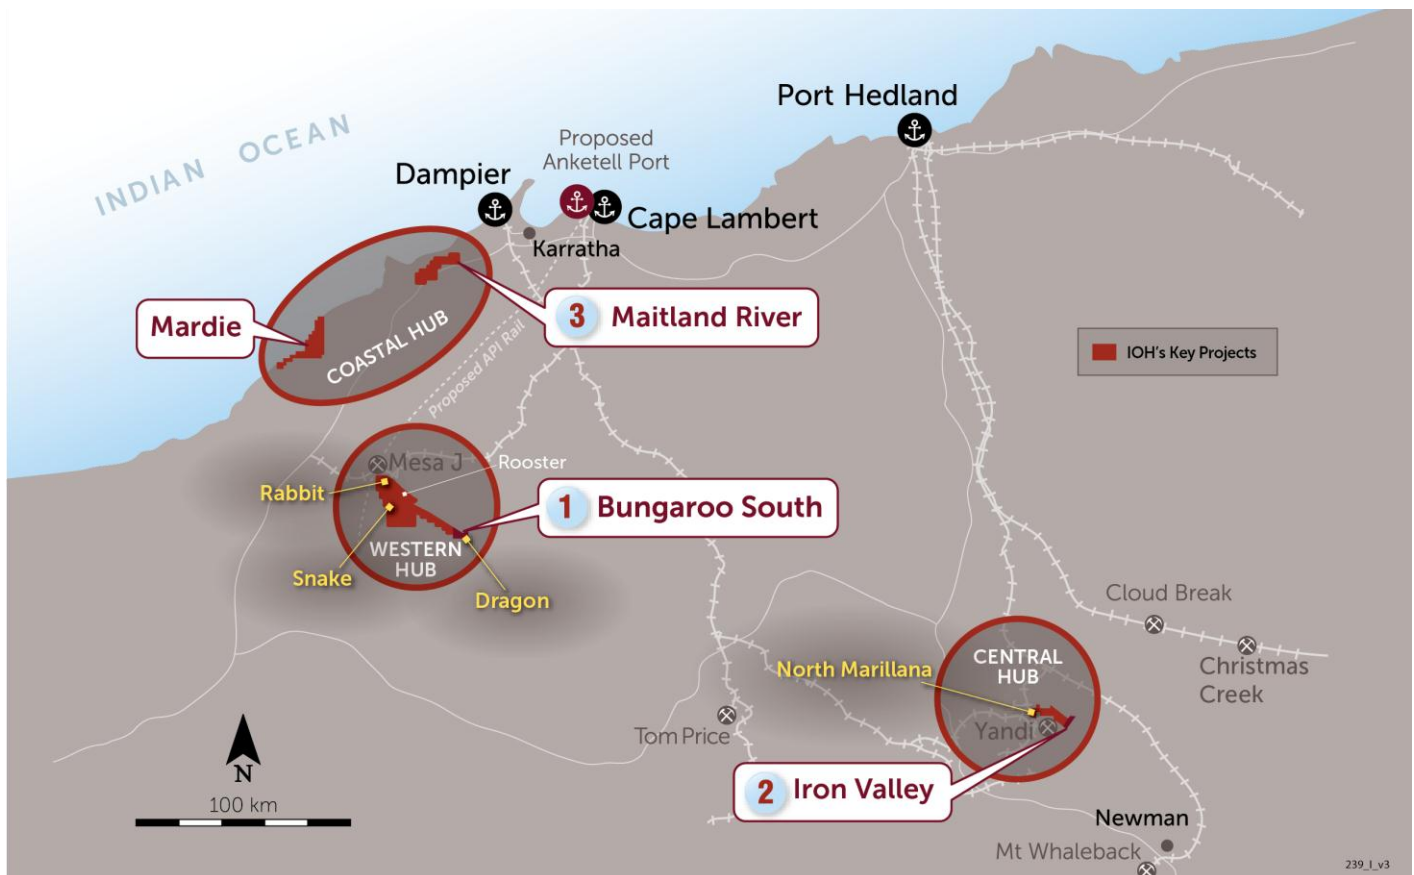 INDIAN OCEAN
Port Hedland
Proposed
Anketell Port
Dampier
Cape Lambert
Karratha
Mardie
3 Maitland River
COASTAL HUB
Proposed API Rail
IOH's Key Projects
Mesa J
Rooster
Rabbit
1 Bungaroo South
WESTERN
HUB
Snake
Dragon
Cloud Break
CENTRAL
HUB
North Marillana
Christmas
Creek
Tom Price
Yandi
2 Iron Valley
N
100 km
Newman
Mt Whaleback
239_I_v3